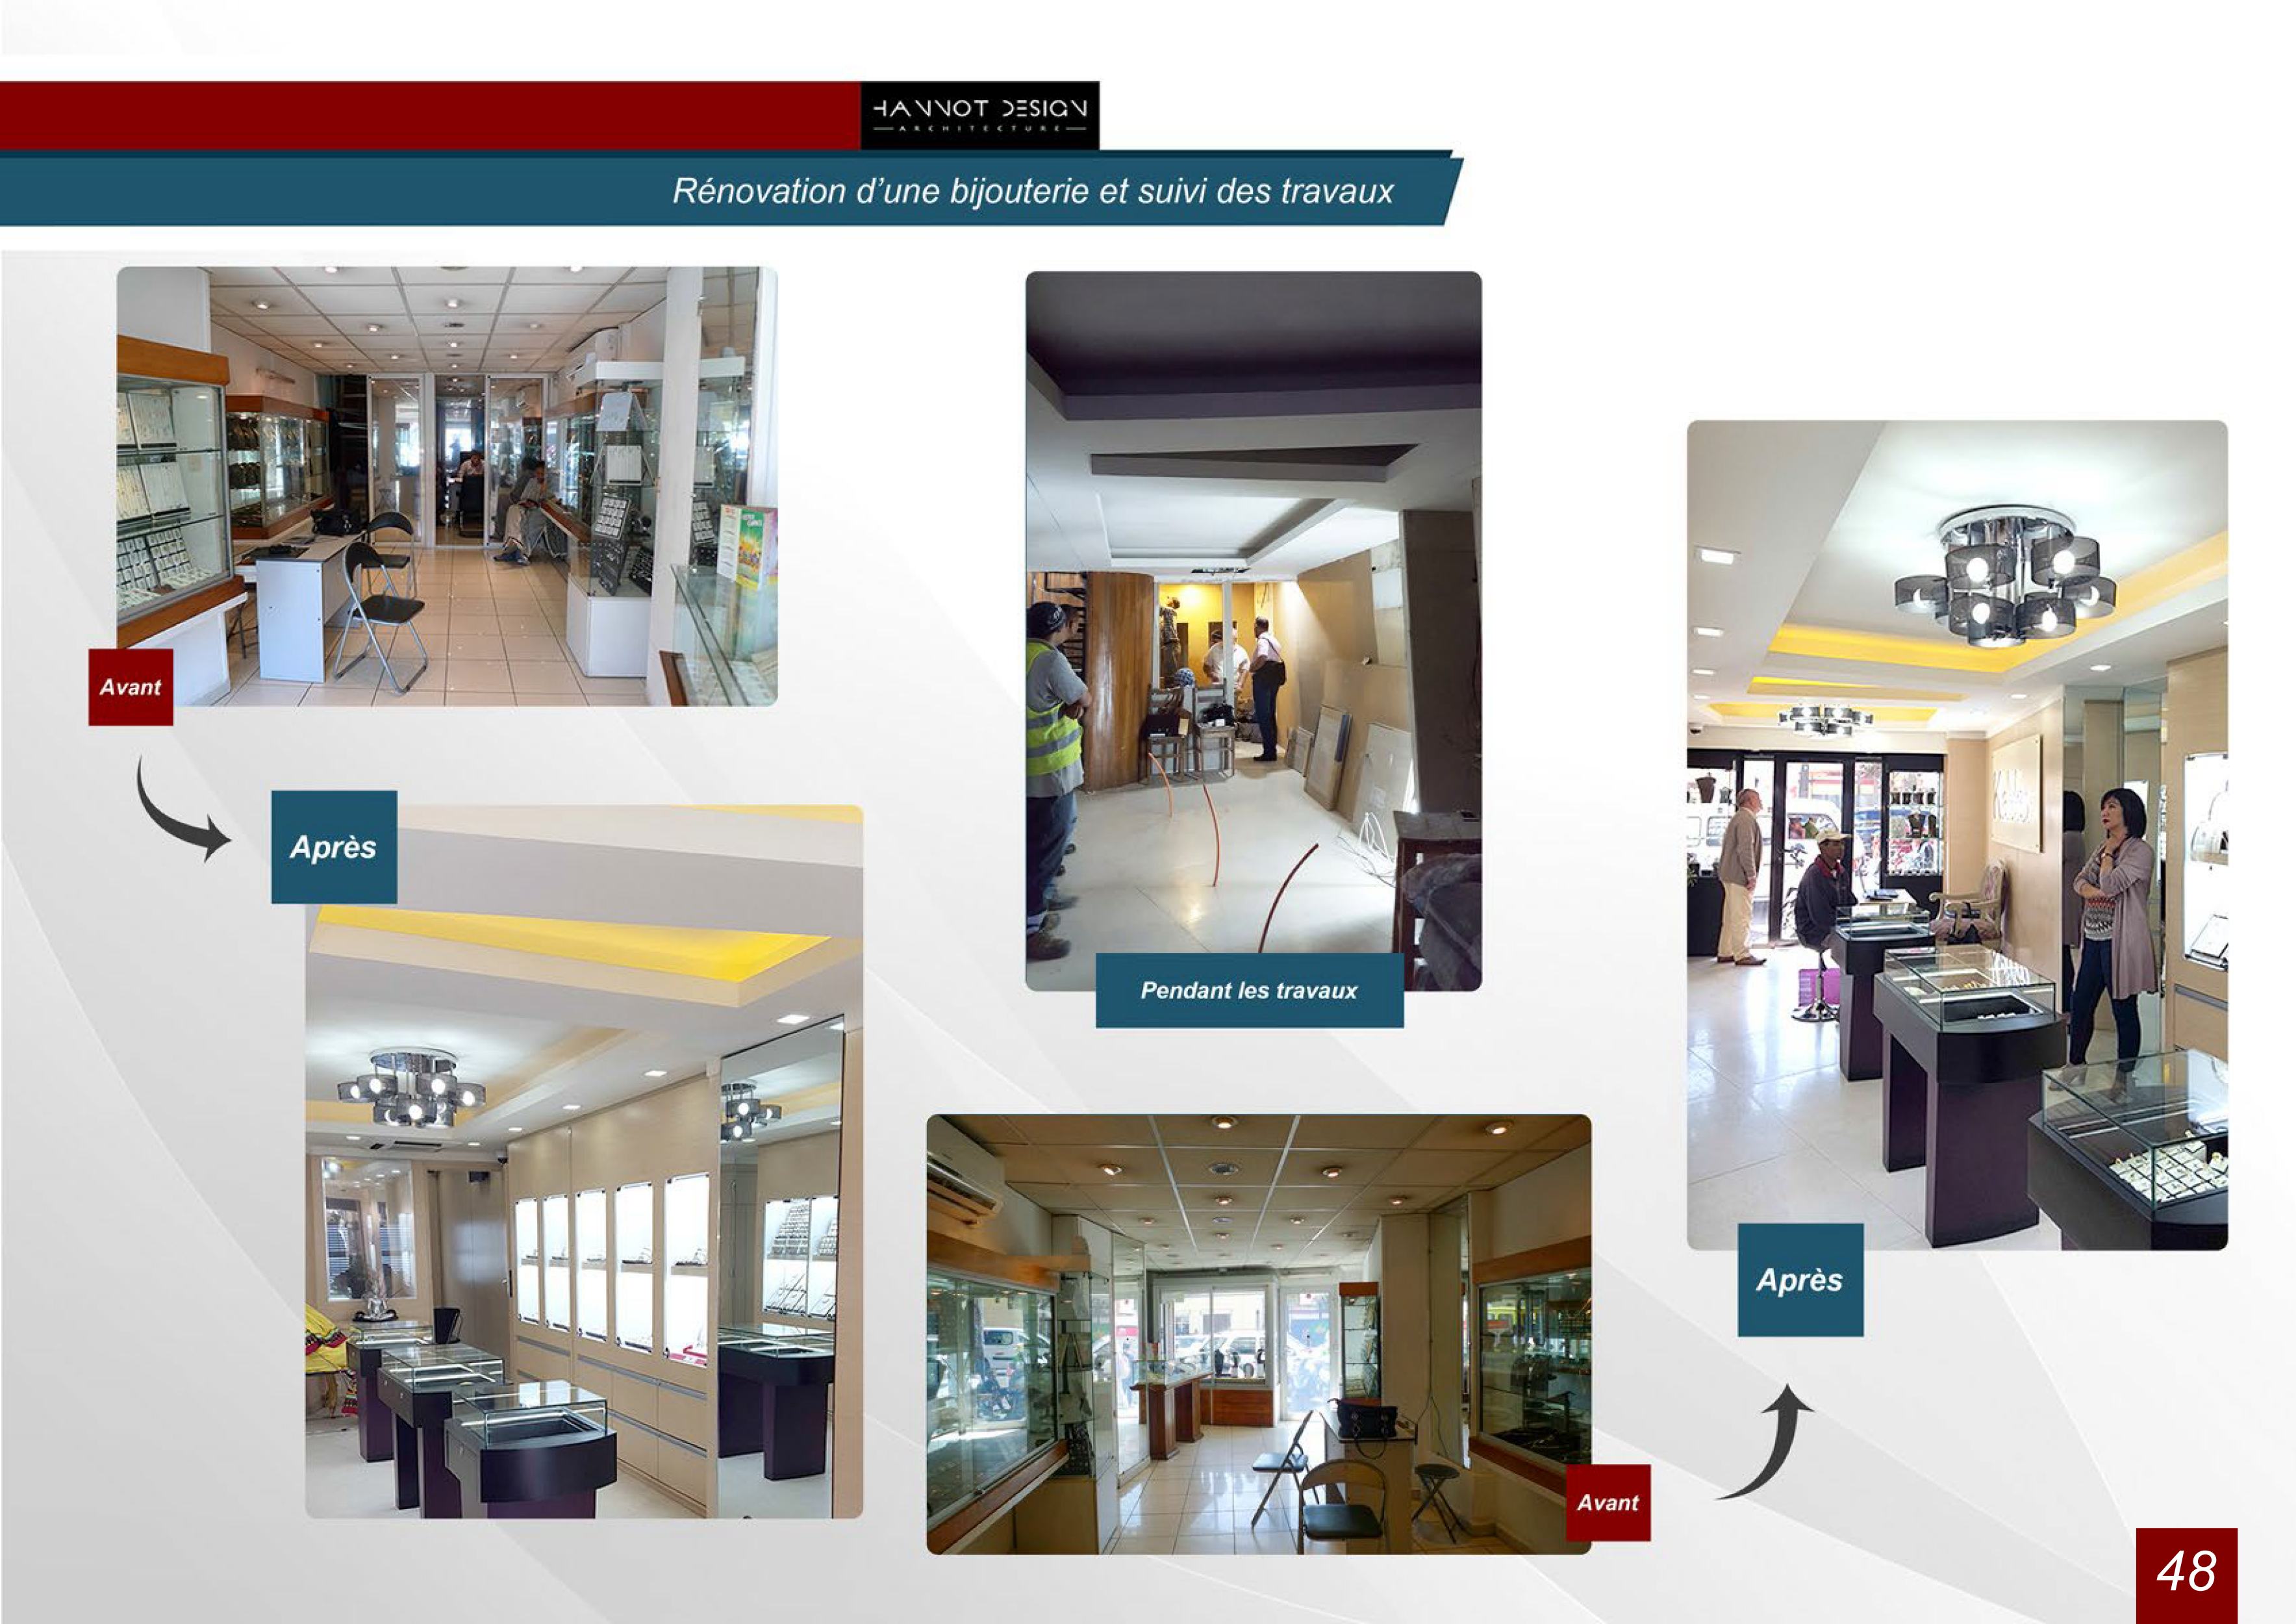 HANNOT DESIGN
ARCHITECTURE
Rénovation d’une bijouterie et suivi des travaux
Avant
Après
Pendant les travaux
Après
Avant
48